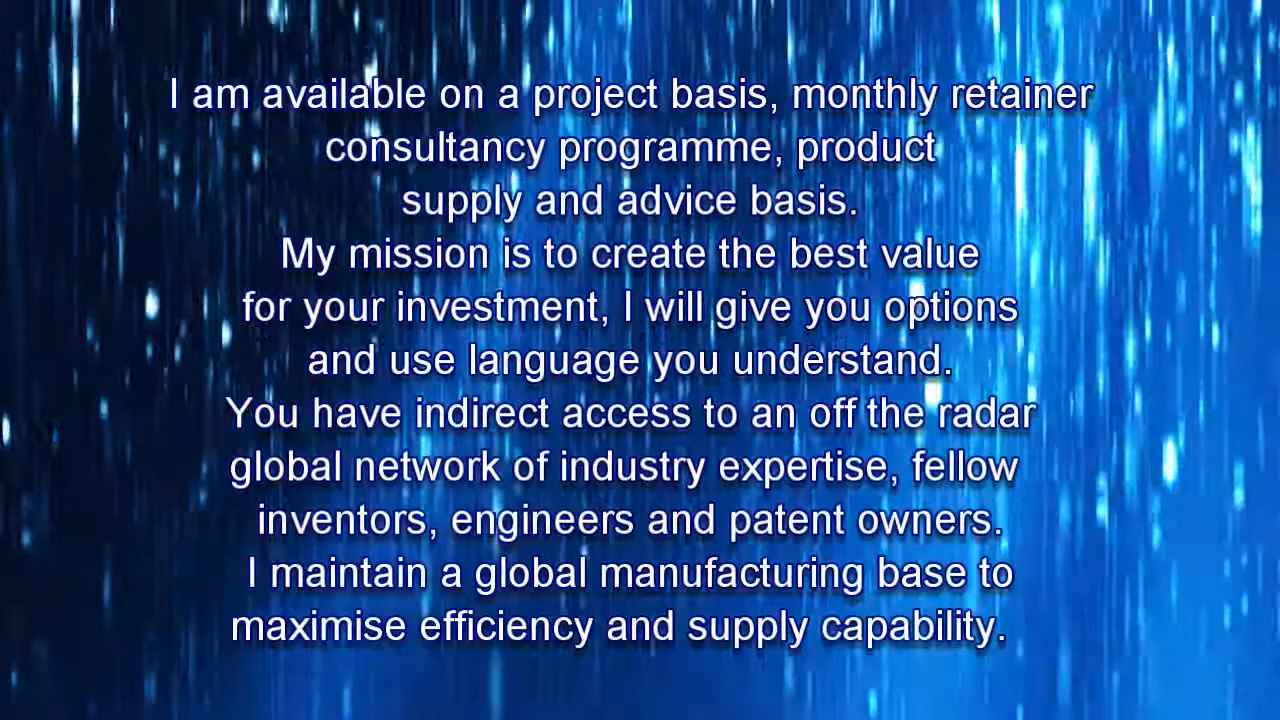 I am available on a project basis, monthly retainer
consultancy programme, product
supply and advice basis.
My mission is to create the best value
for your investment, I will give you options
and use language you understand.
You have indirect access to an off the radar
global network of industry expertise, fellow
inventors, engineers and patent owners.
I maintain a global manufacturing base to
maximise efficiency and supply capability.